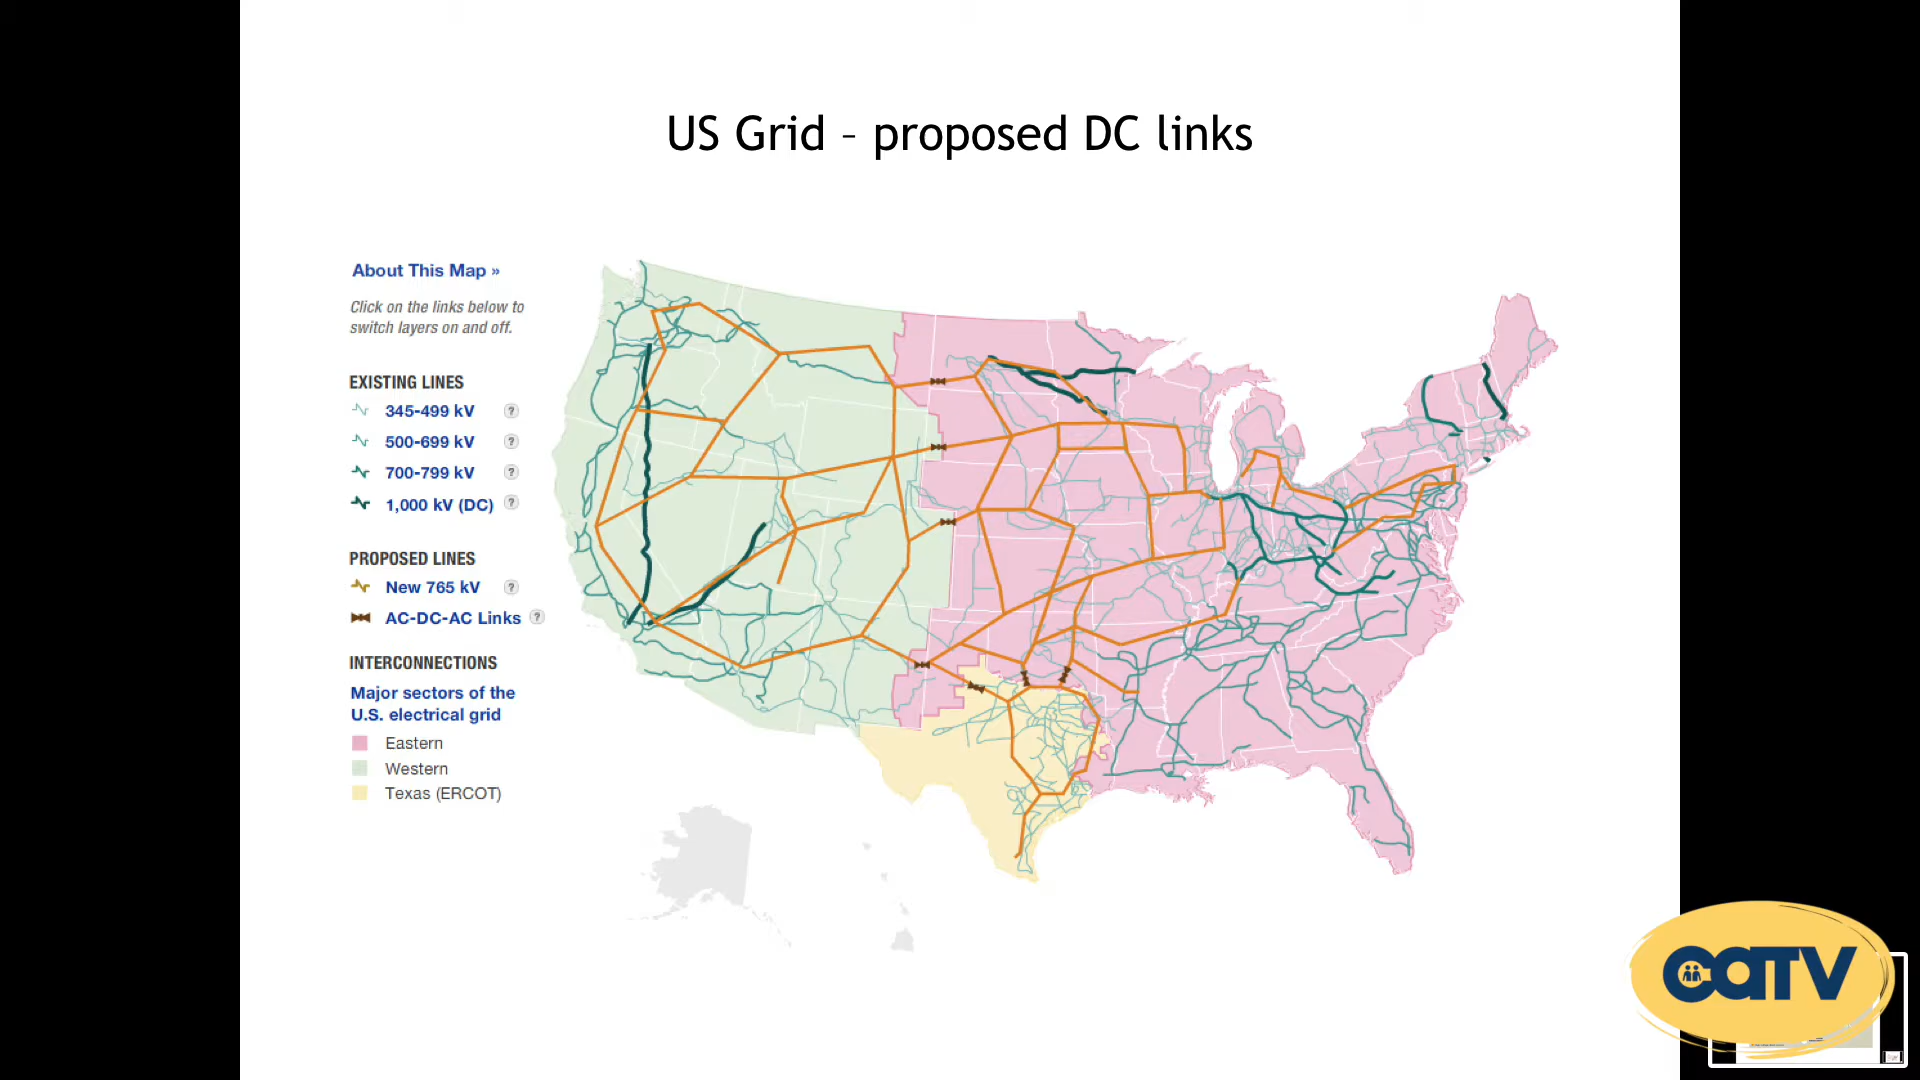 US Grid – proposed DC links
About This Map »
Click on the links below to
switch layers on and off.
EXISTING LINES
345-499 kV ?
500-699 kV ?
700-799 kV ?
1,000 kV (DC) ?
PROPOSED LINES
New 765 kV ?
AC-DC-AC Links ?
INTERCONNECTIONS
Major sectors of the
U.S. electrical grid
Eastern
Western
Texas (ERCOT)
CATV